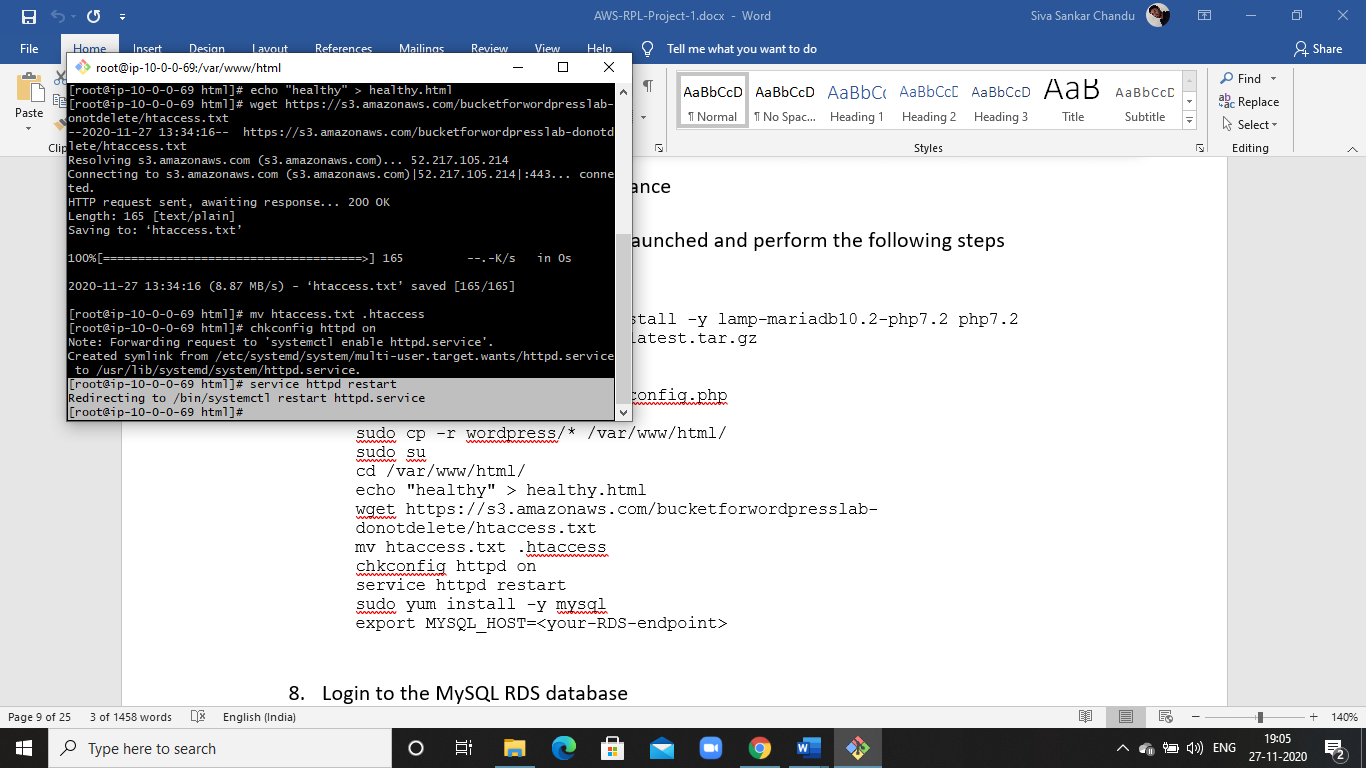 AWS-RPL-Project-1.docx - Word
Siva Sankar Chandu
File Home Insert Design Layout References Mailings Review View Help Tell me what you want to do Share
root@ip-10-0-0-69:/var/www/html
[root@ip-10-0-0-69 html]# echo "healthy" > healthy.html
[root@ip-10-0-0-69 html]# wget https://s3.amazonaws.com/bucketforwordpresslab-
onotdelete/htaccess.txt
--2020-11-27 13:34:16-- https://s3.amazonaws.com/bucketforwordpresslab-donotd
lete/htaccess.txt
Resolving s3.amazonaws.com (s3.amazonaws.com)... 52.217.105.214
Connecting to s3.amazonaws.com (s3.amazonaws.com)|52.217.105.214|:443... conne
ted.
HTTP request sent, awaiting response... 200 OK
Length: 165 [text/plain]
Saving to: ‘htaccess.txt’
100%[=====================================>] 165 --.-K/s in 0s
2020-11-27 13:34:16 (8.87 MB/s) - ‘htaccess.txt’ saved [165/165]
[root@ip-10-0-0-69 html]# mv htaccess.txt .htaccess
[root@ip-10-0-0-69 html]# chkconfig httpd on
Note: Forwarding request to 'systemctl enable httpd.service'.
Created symlink from /etc/systemd/system/multi-user.target.wants/httpd.service
to /usr/lib/systemd/system/httpd.service.
[root@ip-10-0-0-69 html]# service httpd restart
Redirecting to /bin/systemctl restart httpd.service
[root@ip-10-0-0-69 html]#
Paste
Clip
AaBbCcD AaBbCcD AaBbCc AaBbCcD AaBbCcD AaB AaBbCcD
¶ Normal ¶ No Spac... Heading 1 Heading 2 Heading 3 Title Subtitle
Styles
Find
Replace
Select
Editing
ance
aunched and perform the following steps
stall -y lamp-mariadb10.2-php7.2 php7.2
latest.tar.gz
config.php
sudo cp -r wordpress/* /var/www/html/
sudo su
cd /var/www/html/
echo "healthy" > healthy.html
wget https://s3.amazonaws.com/bucketforwordpresslab-
donotdelete/htaccess.txt
mv htaccess.txt .htaccess
chkconfig httpd on
service httpd restart
sudo yum install -y mysql
export MYSQL_HOST=<your-RDS-endpoint>
8. Login to the MySQL RDS database
Page 9 of 25 3 of 1458 words English (India) 140%
Type here to search
ENG
19:05
27-11-2020
2